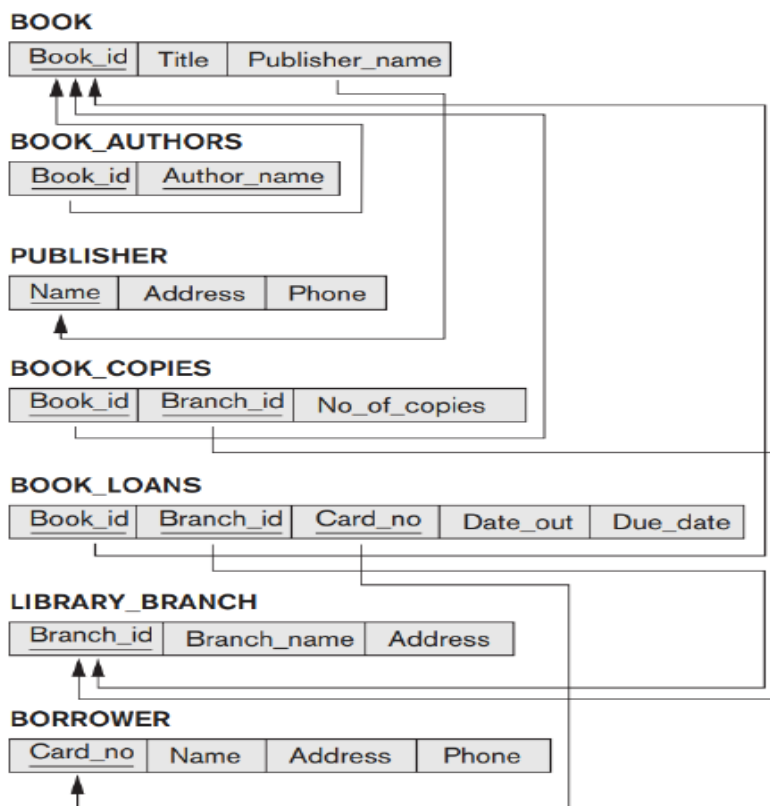 BOOK
Book_id Title Publisher_name
BOOK_AUTHORS
Book_id Author_name
PUBLISHER
Name Address Phone
BOOK_COPIES
Book_id Branch_id No_of_copies
BOOK_LOANS
Book_id Branch_id Card_no Date_out Due_date
LIBRARY_BRANCH
Branch_id Branch_name Address
BORROWER
Card_no Name Address Phone